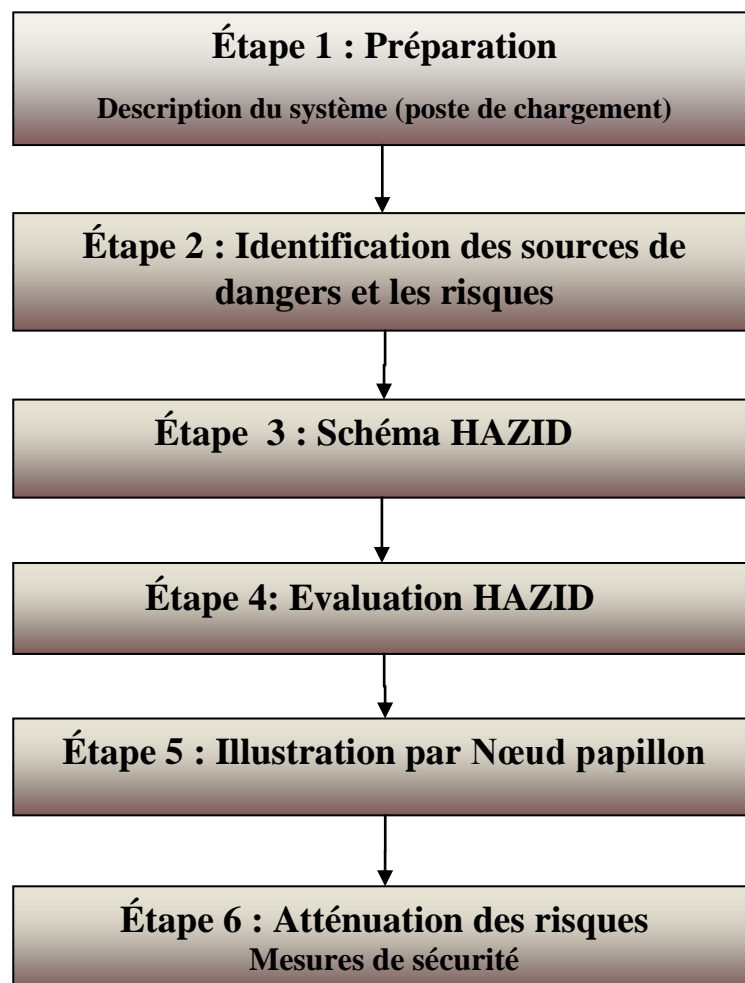 Étape 1 : Préparation
Description du système (poste de chargement)
Étape 2 : Identification des sources de
dangers et les risques
Étape  3 : Schéma HAZID
Étape 4: Evaluation HAZID
Étape 5 : Illustration par Nœud papillon
Étape 6 : Atténuation des risques
Mesures de sécurité